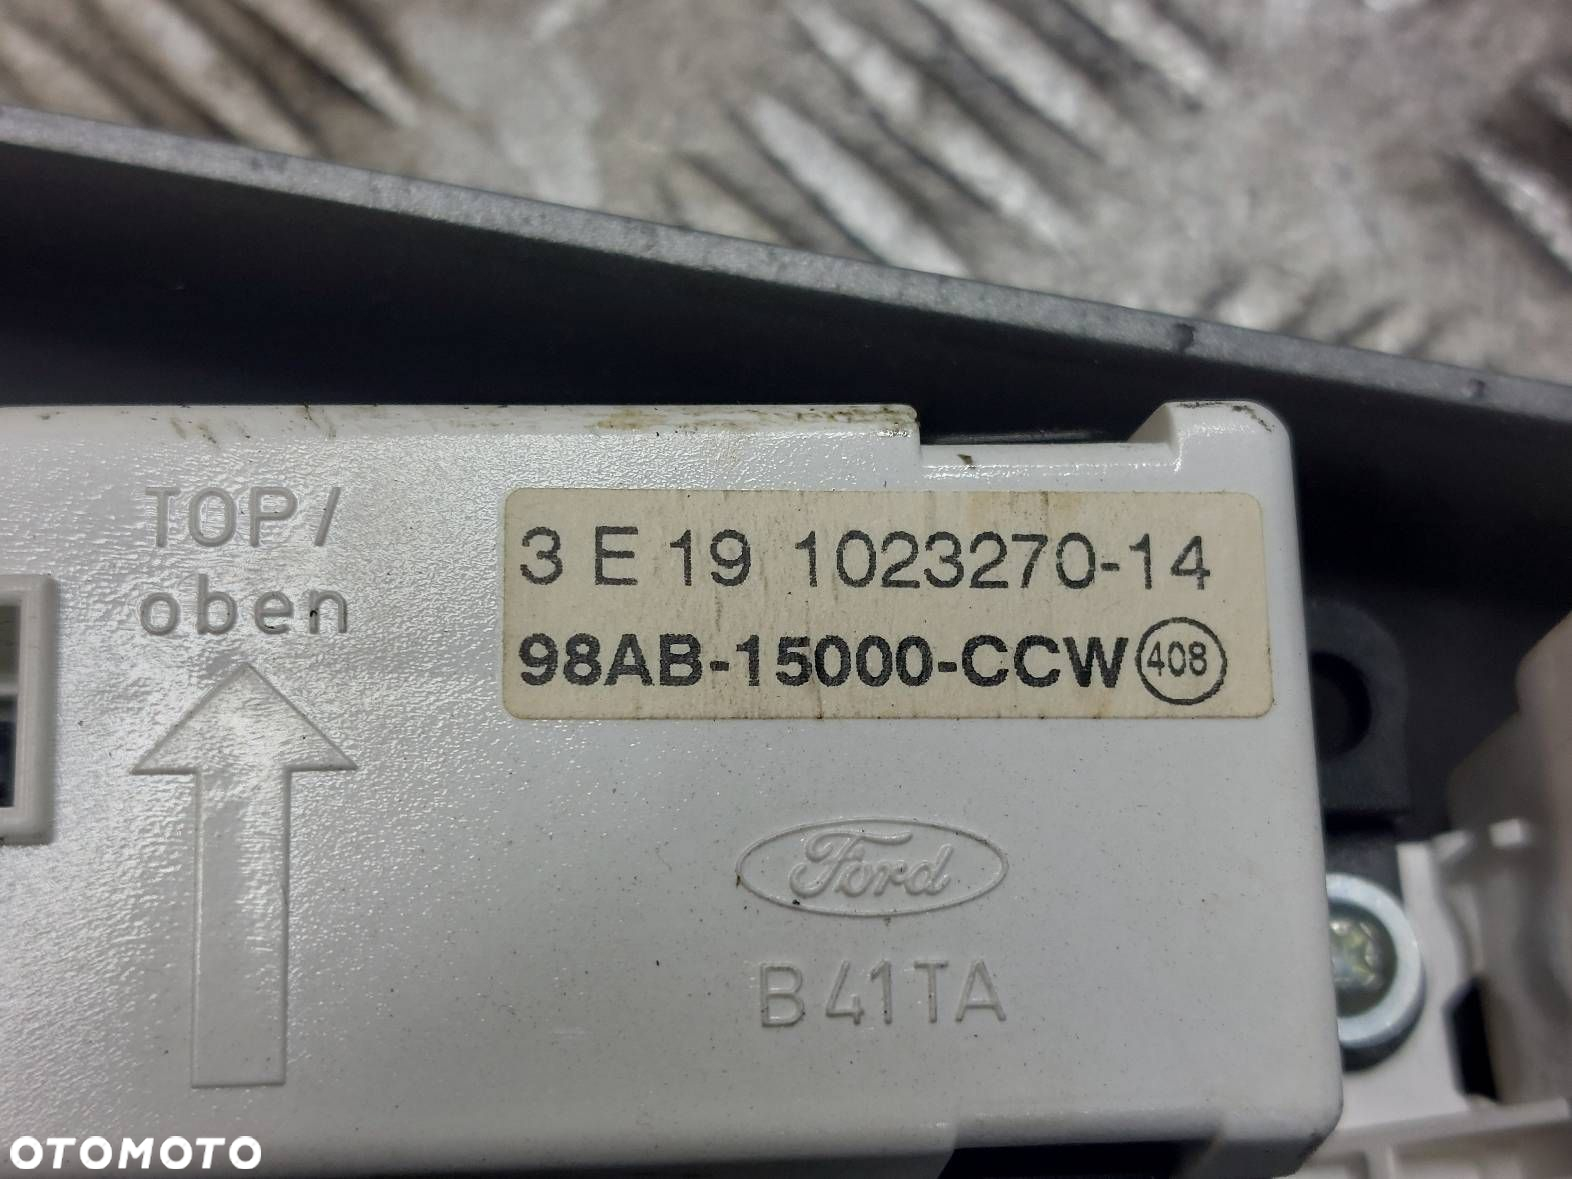 TOP/
oben
3 E 19 1023270-14
98AB-15000-CCW 408
Ford
B41TA
OTOMOTO